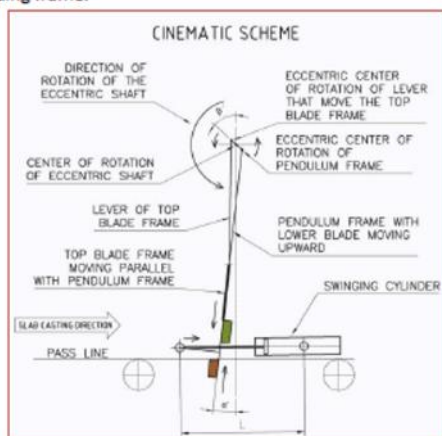 CINEMATIC SCHEME
DIRECTION OF
ROTATION OF THE
ECCENTRIC SHAFT
ECCENTRIC CENTER
OF ROTATION OF LEVER
THAT MOVE THE TOP
BLADE FRAME
CENTER OF ROTATION
OF ECCENTRIC SHAFT
ECCENTRIC CENTER OF
ROTATION OF
PENDULUM FRAME
LEVER OF TOP
BLADE FRAME
PENDULUM FRAME WITH
LOWER BLADE MOVING
UPWARD
TOP BLADE FRAME
MOVING PARALLEL
WITH PENDULUM FRAME
SWINGING CYLINDER
SLAB CASTING DIRECTION
PASS LINE
L